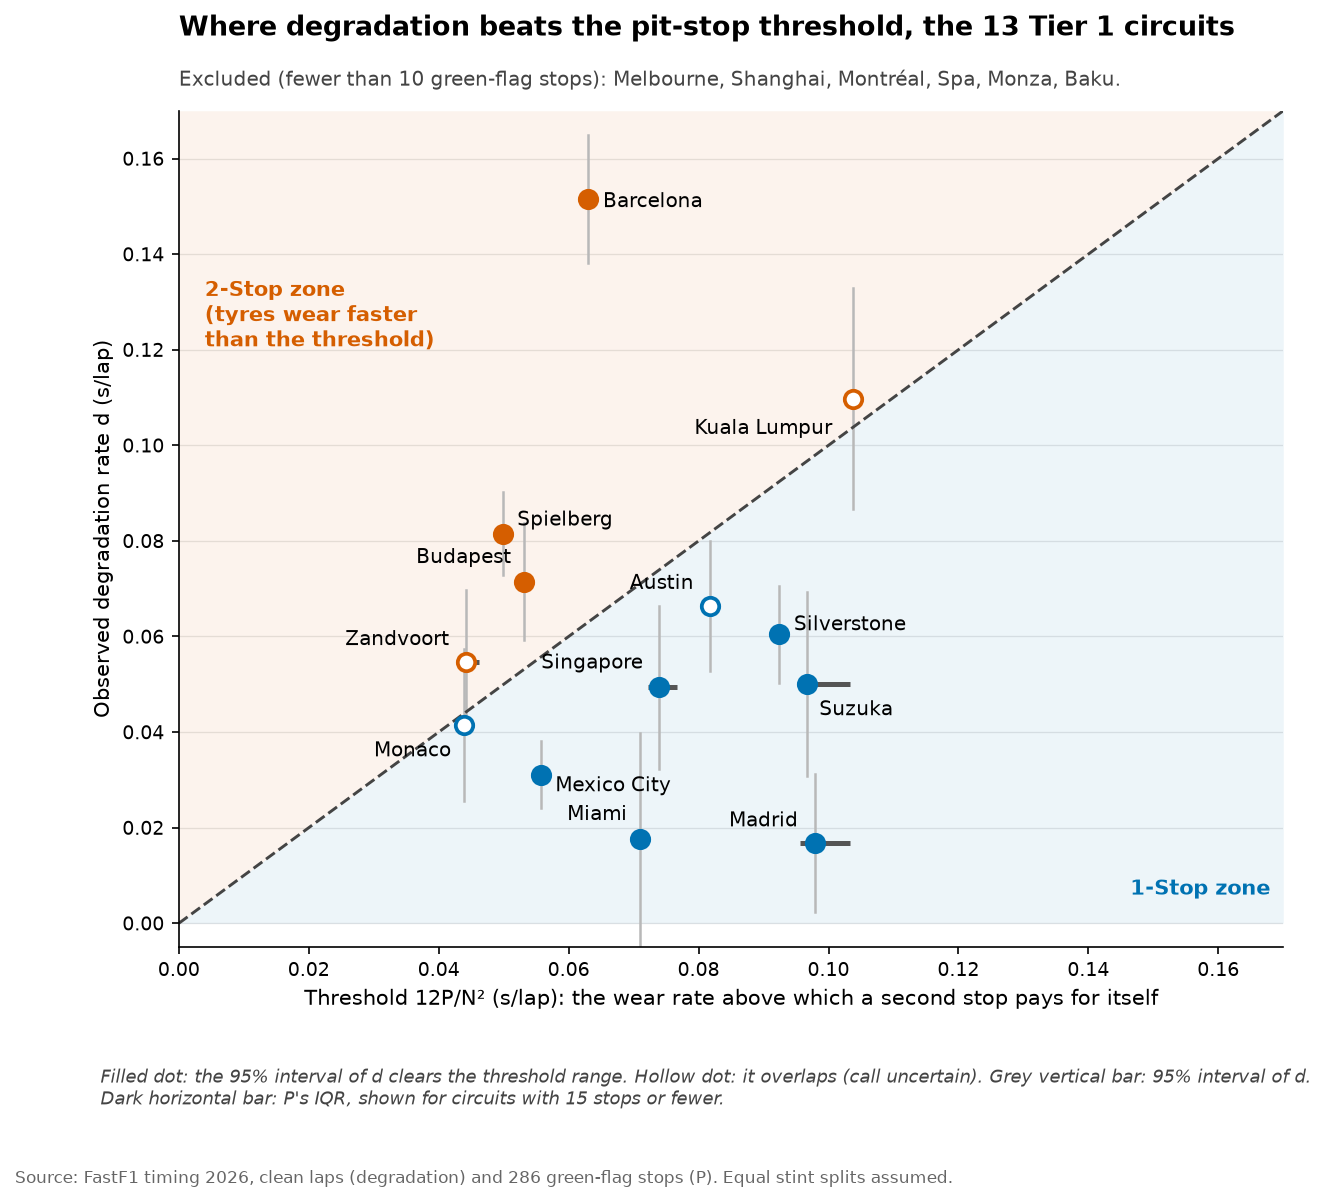 Where degradation beats the pit-stop threshold, the 13 Tier 1 circuits
Excluded (fewer than 10 green-flag stops): Melbourne, Shanghai, Montréal, Spa, Monza, Baku.
0.16
0.14
0.12
0.10
0.08
0.06
0.04
0.02
0.00
Observed degradation rate d (s/lap)
Barcelona
2-Stop zone
(tyres wear faster
than the threshold)
Kuala Lumpur
Spielberg
Budapest
Austin
Silverstone
Zandvoort
Singapore
Suzuka
Monaco
Mexico City
Miami
Madrid
1-Stop zone
0.00 0.02 0.04 0.06 0.08 0.10 0.12 0.14 0.16
Threshold 12P/N² (s/lap): the wear rate above which a second stop pays for itself
Filled dot: the 95% interval of d clears the threshold range. Hollow dot: it overlaps (call uncertain). Grey vertical bar: 95% interval of d.
Dark horizontal bar: P's IQR, shown for circuits with 15 stops or fewer.
Source: FastF1 timing 2026, clean laps (degradation) and 286 green-flag stops (P). Equal stint splits assumed.